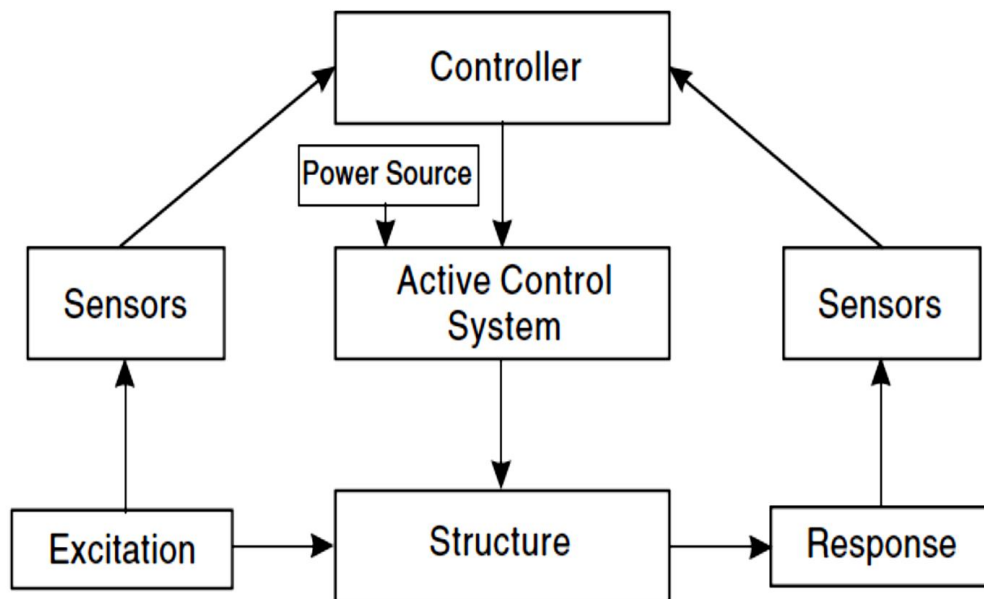 Controller
Power Source
Sensors
Active Control
System
Sensors
Excitation
Structure
Response